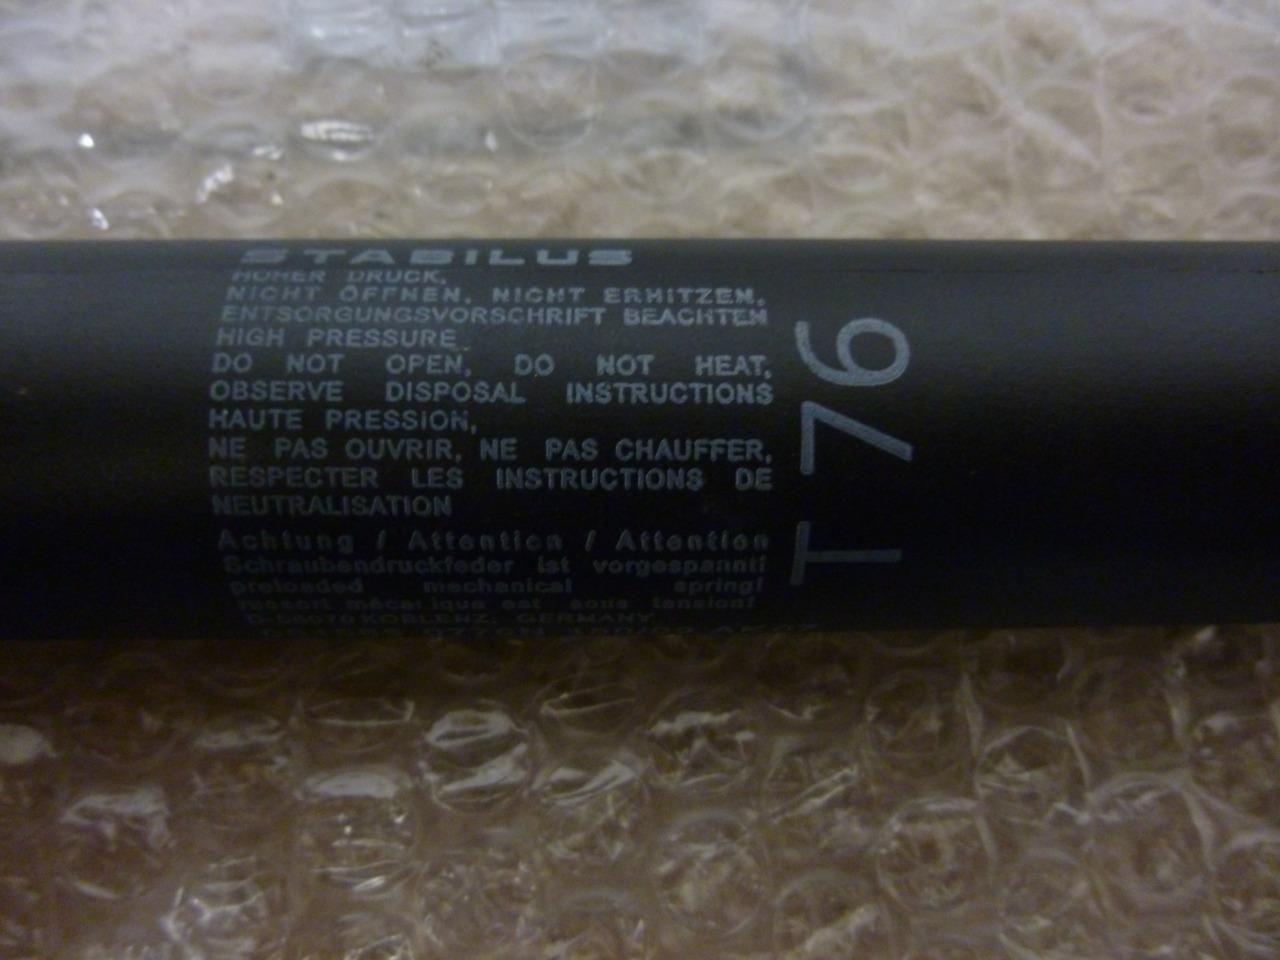 STABILUS
HOHER DRUCK,
NICHT ÖFFNEN, NICHT ERHITZEN,
ENTSORGUNGSVORSCHRIFT BEACHTEN
HIGH PRESSURE
DO NOT OPEN, DO NOT HEAT,
OBSERVE DISPOSAL INSTRUCTIONS
HAUTE PRESSION,
NE PAS OUVRIR, NE PAS CHAUFFER,
RESPECTER LES INSTRUCTIONS DE
NEUTRALISATION
Achtung / Attention / Attention
Schraubendruckfeder ist vorgespannt!
preloaded mechanical spring!
ressort mécanique est sous tension!
D-56070 KOBLENZ; GERMANY
T 76